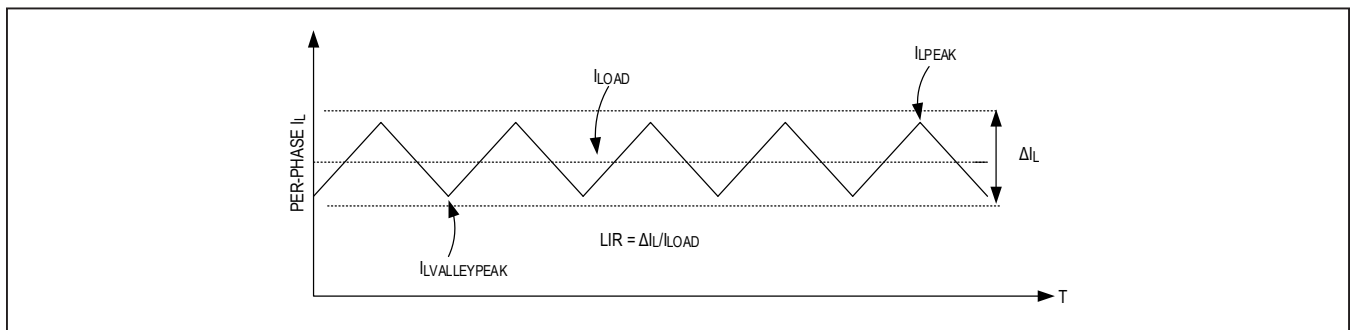 ILPEAK
ILOAD
PER-PHASE IL
ΔIL
LIR = ΔIL/ILOAD
ILVALLEYPEAK
T